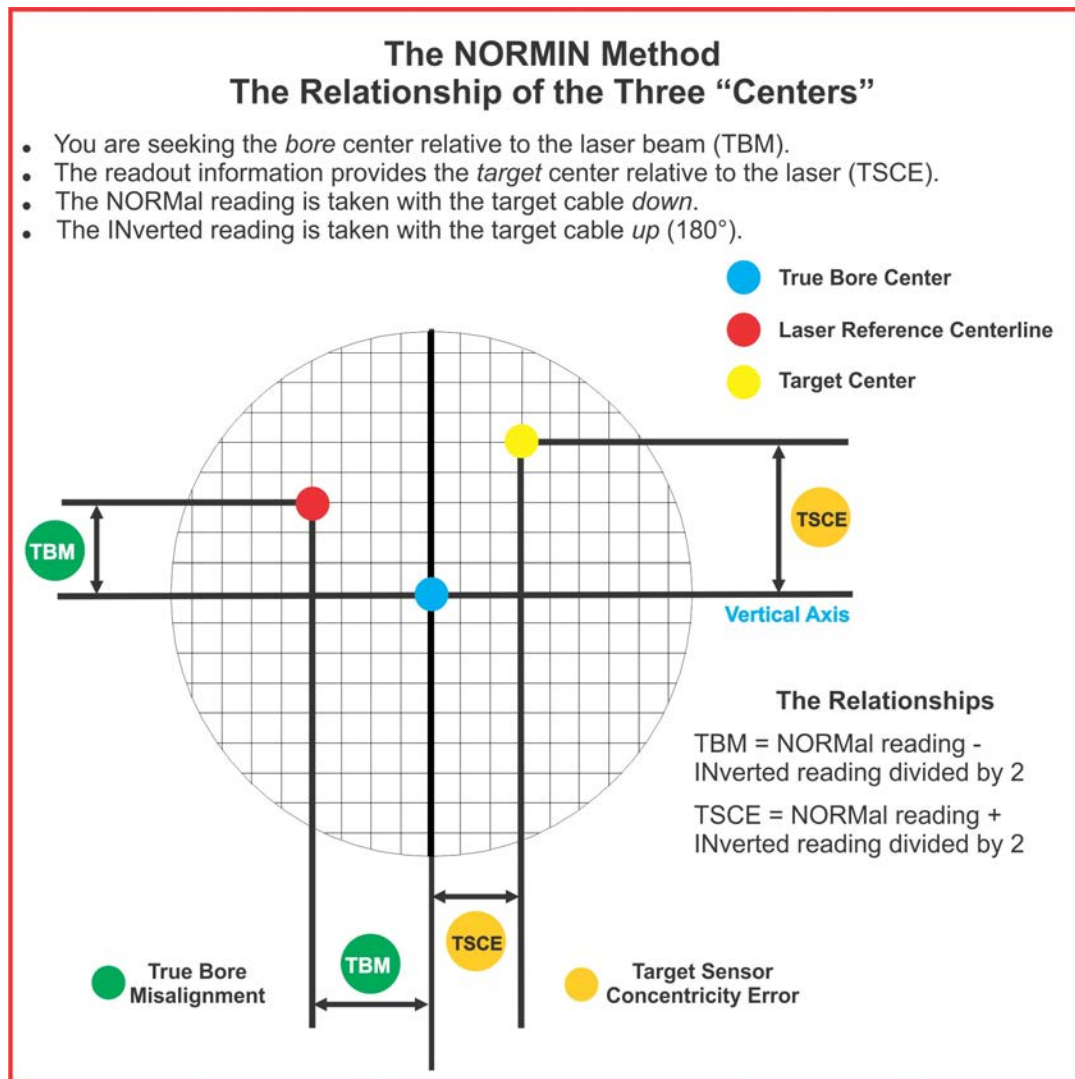 The NORMIN Method
The Relationship of the Three “Centers”
• You are seeking the bore center relative to the laser beam (TBM).
• The readout information provides the target center relative to the laser (TSCE).
• The NORMal reading is taken with the target cable down.
• The INverted reading is taken with the target cable up (180°).
True Bore Center
Laser Reference Centerline
Target Center
TSCE
TBM
Vertical Axis
The Relationships
TBM = NORMal reading -
INverted reading divided by 2
TSCE = NORMal reading +
INverted reading divided by 2
TSCE
TBM
True Bore
Misalignment
Target Sensor
Concentricity Error